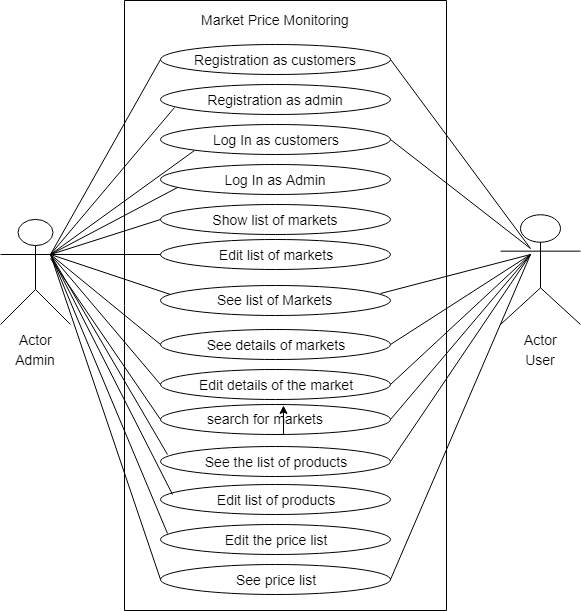 Market Price Monitoring
Registration as customers
Registration as admin
Log In as customers
Log In as Admin
Show list of markets
Edit list of markets
See list of Markets
See details of markets
Edit details of the market
search for markets
See the list of products
Edit list of products
Edit the price list
See price list
Actor
Admin
Actor
User